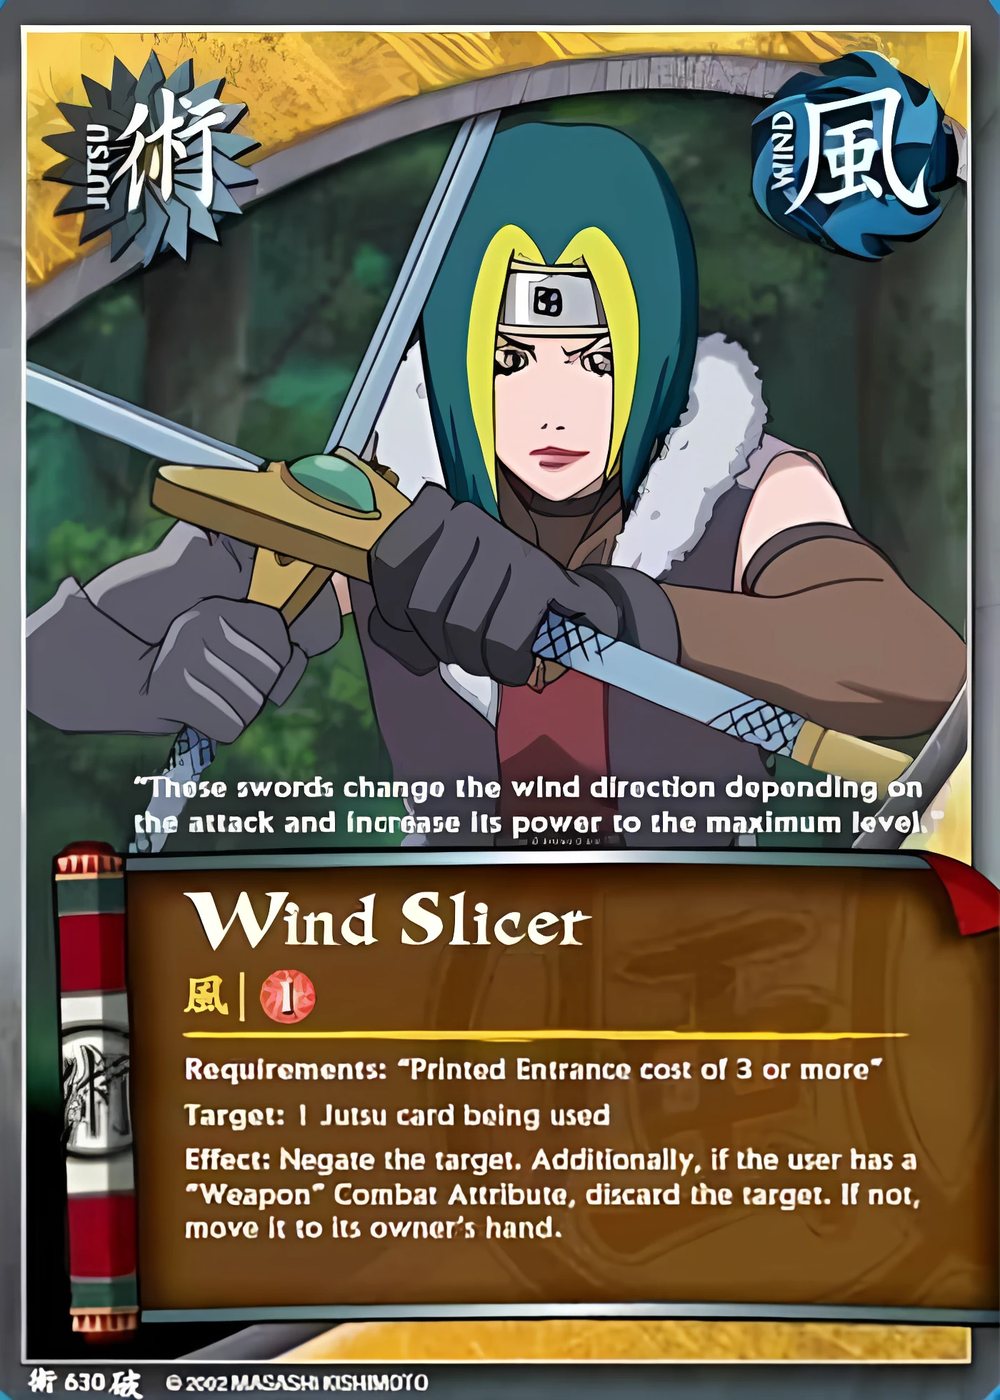 術
JUTSU
風
WIND
"Those swords change the wind direction depending on
the attack and increase its power to the maximum level."
Wind Slicer
風 | 1
Requirements: "Printed Entrance cost of 3 or more"
Target: 1 Jutsu card being used
Effect: Negate the target. Additionally, if the user has a
"Weapon" Combat Attribute, discard the target. If not,
move it to its owner's hand.
術 630 破 © 2002 MASASHI KISHIMOTO